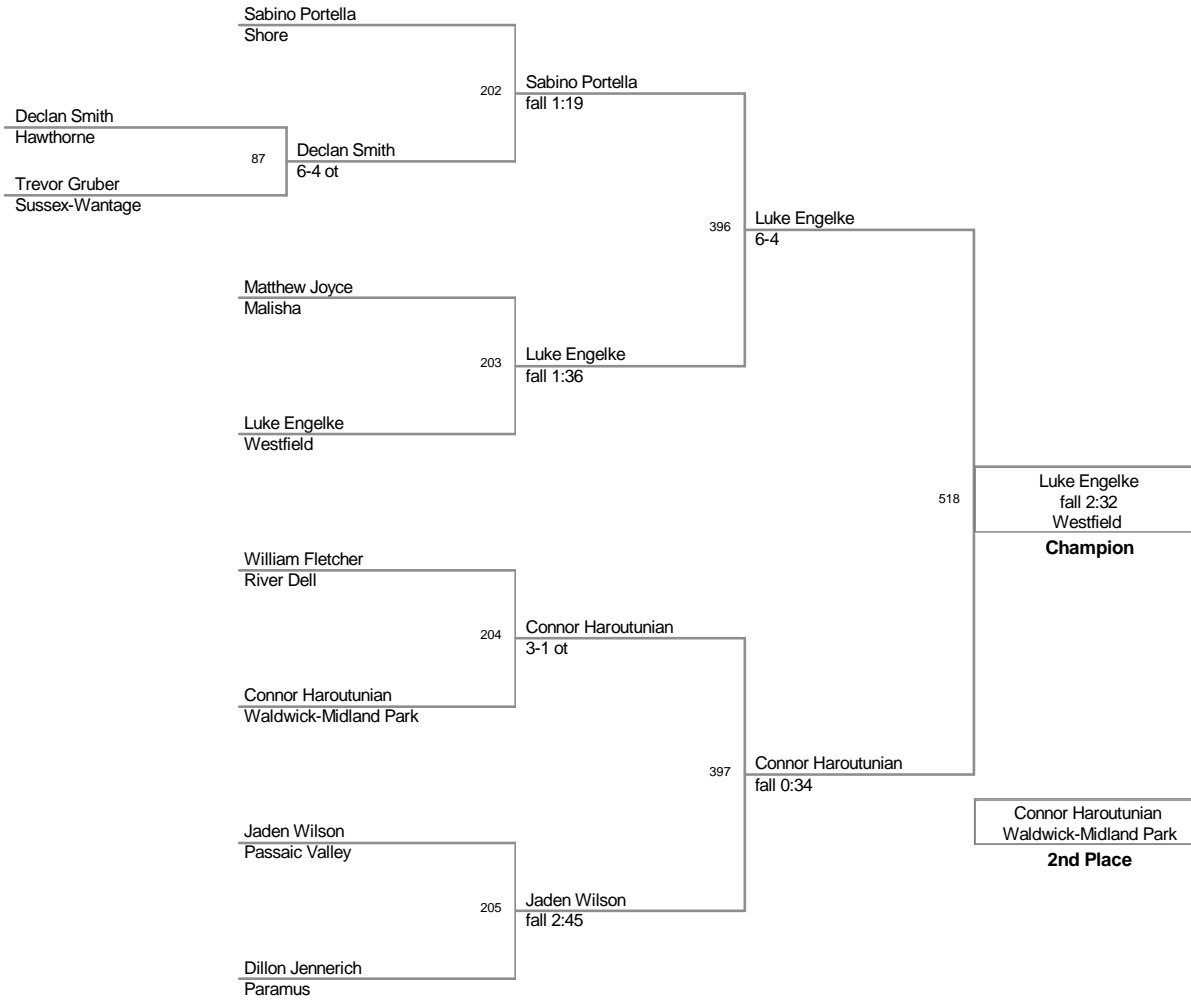 Sabino Portella
Shore
202
Sabino Portella
fall 1:19
Declan Smith
Hawthorne
87
Declan Smith
6-4 ot
Trevor Gruber
Sussex-Wantage
396
Luke Engelke
6-4
Matthew Joyce
Malisha
203
Luke Engelke
fall 1:36
Luke Engelke
Westfield
518
Luke Engelke
fall 2:32
Westfield
Champion
William Fletcher
River Dell
204
Connor Haroutunian
3-1 ot
Connor Haroutunian
Waldwick-Midland Park
397
Connor Haroutunian
fall 0:34
Connor Haroutunian
Waldwick-Midland Park
2nd Place
Jaden Wilson
Passaic Valley
205
Jaden Wilson
fall 2:45
Dillon Jennerich
Paramus